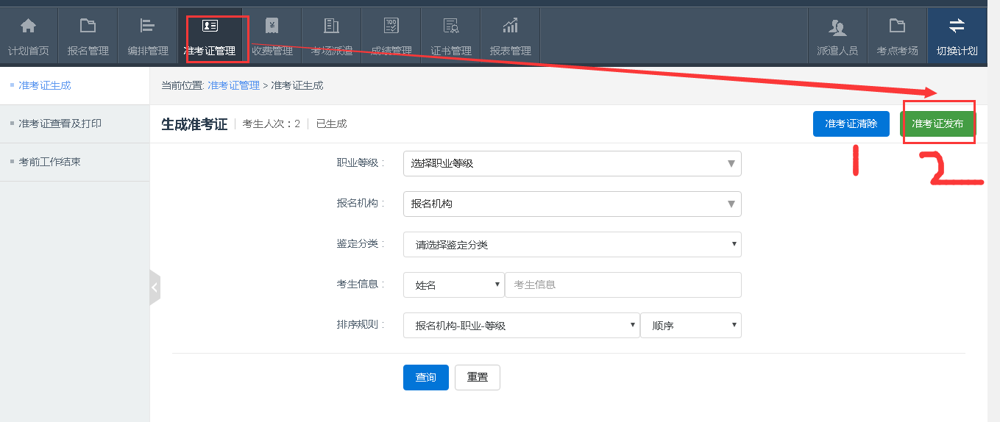 计划首页 报名管理 编排管理 准考证管理 收费管理 考场派遣 成绩管理 证书管理 报表管理 派遣人员 考点考场 切换计划
准考证生成
准考证查看及打印
考前工作结束
当前位置: 准考证管理 > 准考证生成
生成准考证 考生人次：2 已生成 准考证清除 准考证发布
1 2
职业等级： 选择职业等级
报名机构： 报名机构
鉴定分类： 请选择鉴定分类
考生信息： 姓名 考生信息
排序规则： 报名机构-职业-等级 顺序
查询 重置